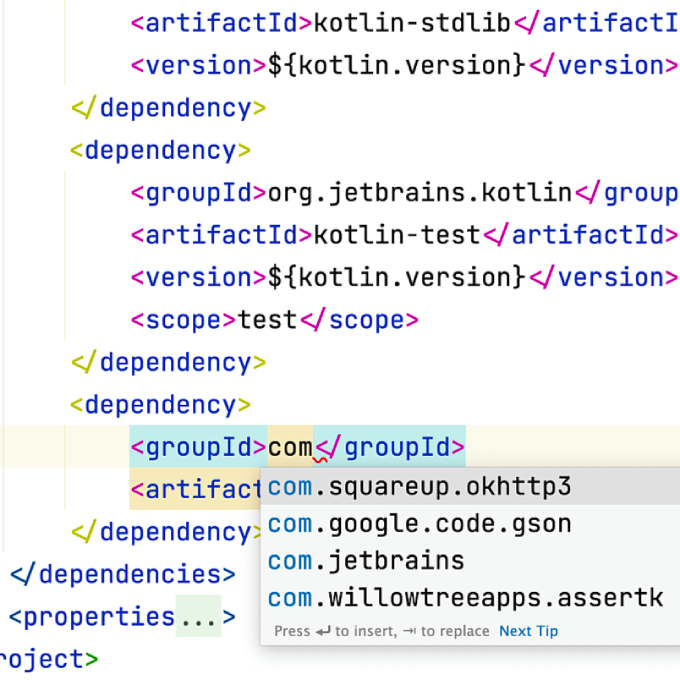 <artifactId>kotlin-stdlib</artifactI
<version>${kotlin.version}</version>
</dependency>
<dependency>
<groupId>org.jetbrains.kotlin</group
<artifactId>kotlin-test</artifactId>
<version>${kotlin.version}</version>
<scope>test</scope>
</dependency>
<dependency>
<groupId>com</groupId>
<artifact
com.squareup.okhttp3
com.google.code.gson
com.jetbrains
com.willowtreeapps.assertk
Press ↵ to insert, ⇥ to replace Next Tip
</dependency>
</dependencies>
<properties...>
roject>